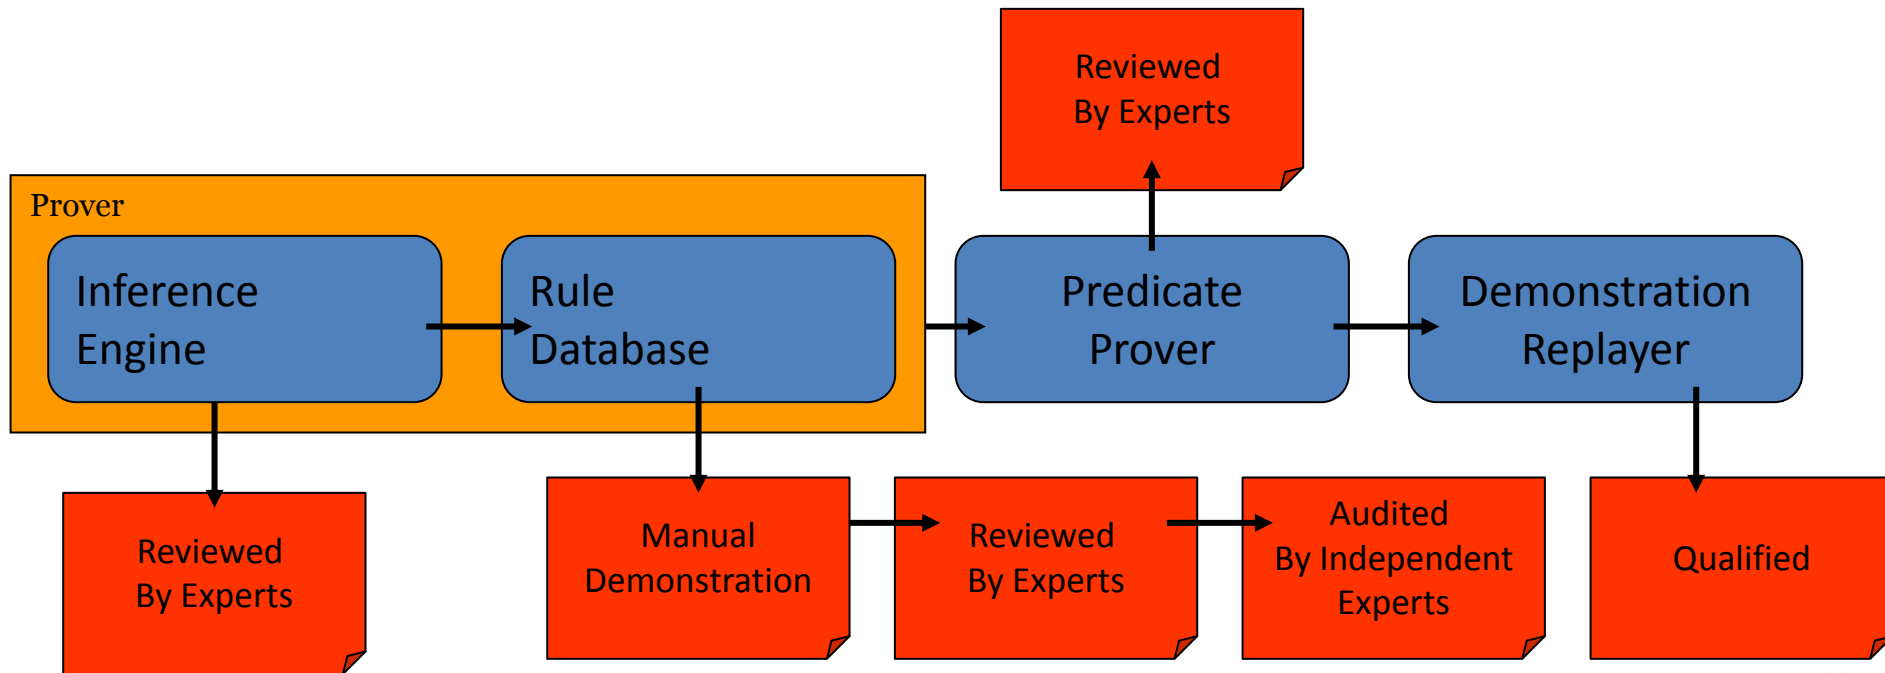 Reviewed
By Experts
Prover
Inference
Engine
Rule
Database
Predicate
Prover
Demonstration
Replayer
Reviewed
By Experts
Manual
Demonstration
Reviewed
By Experts
Audited
By Independent
Experts
Qualified